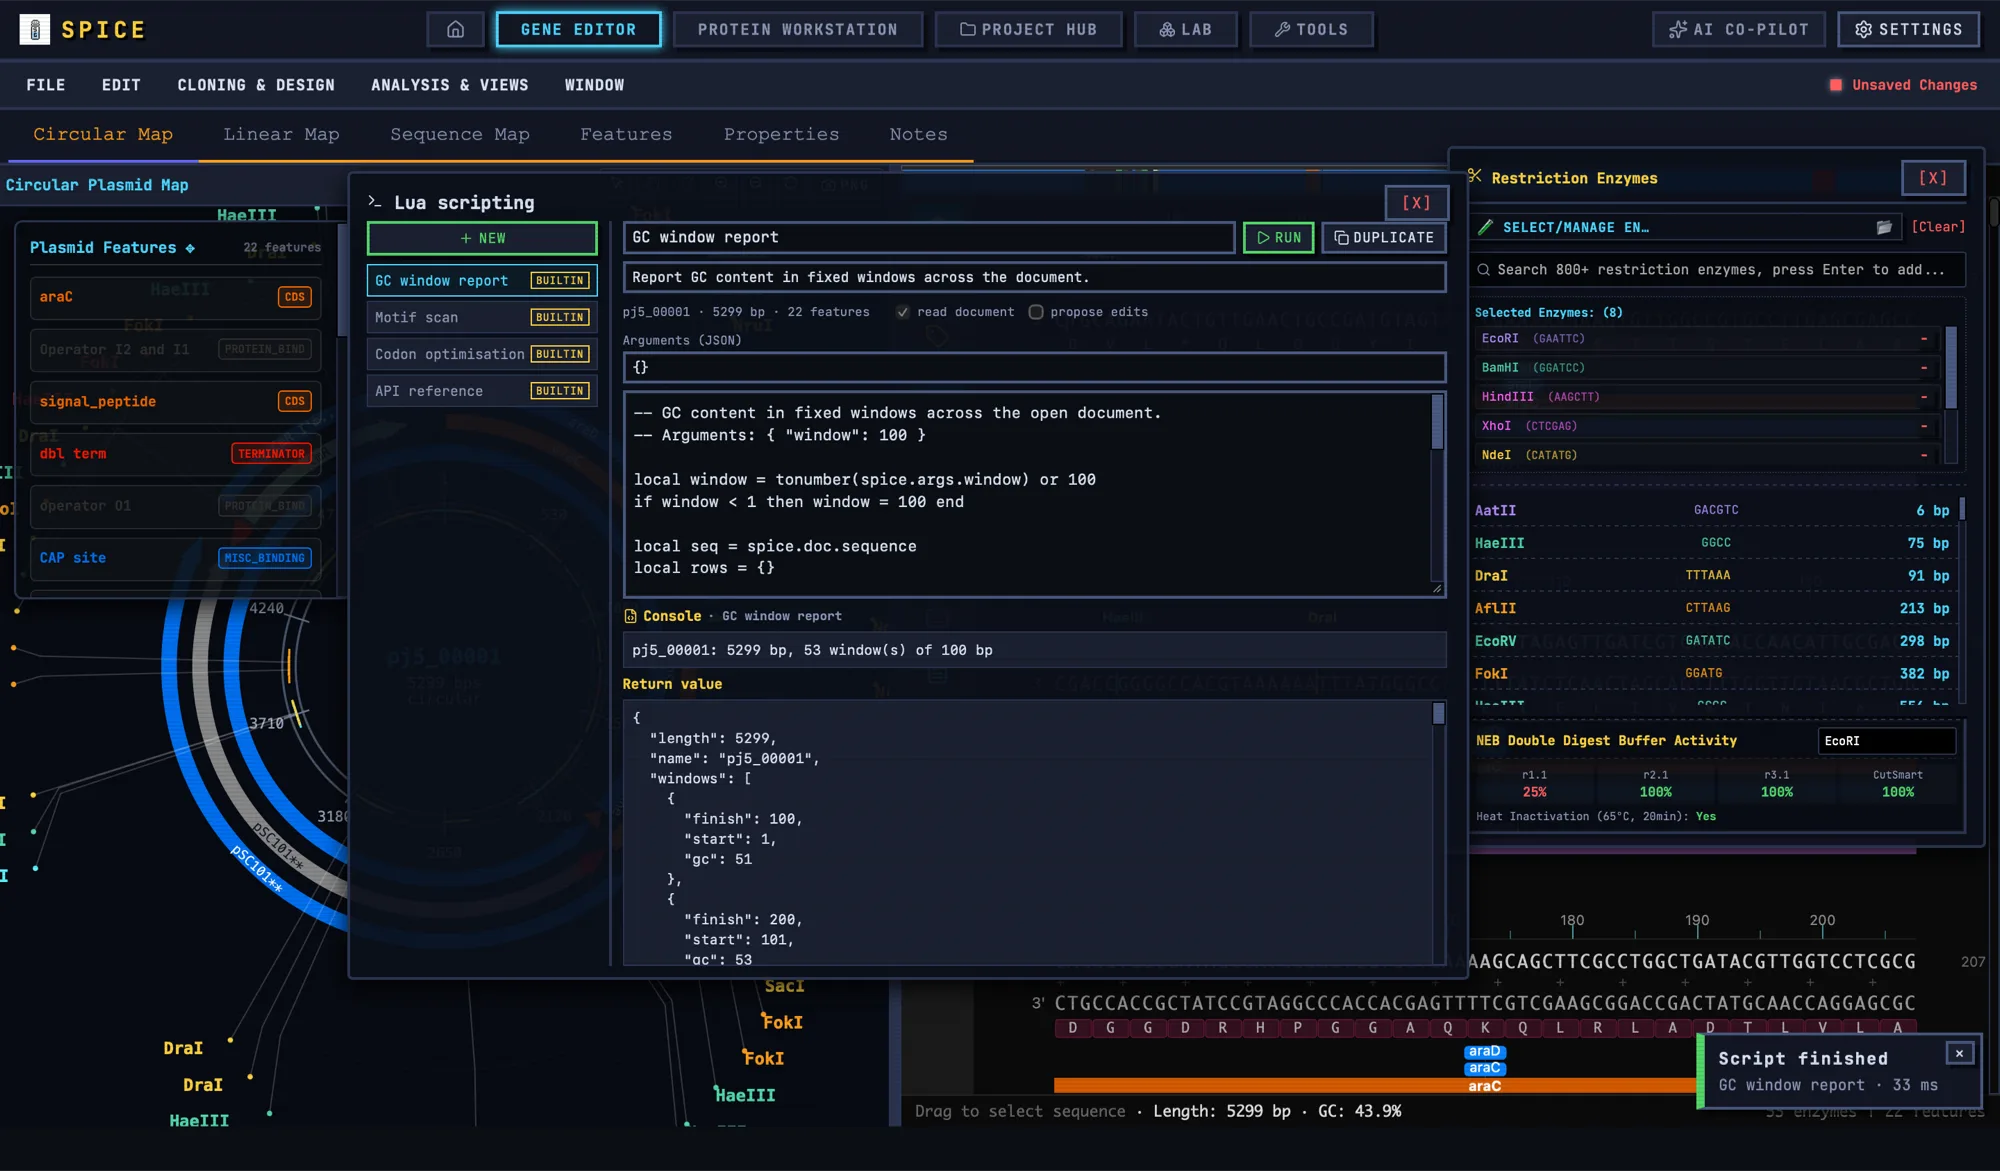 SPICE
GENE EDITOR
PROTEIN WORKSTATION
PROJECT HUB
LAB
TOOLS
AI CO-PILOT
SETTINGS
FILE
EDIT
CLONING & DESIGN
ANALYSIS & VIEWS
WINDOW
Unsaved Changes
Circular Map
Linear Map
Sequence Map
Features
Properties
Notes
Circular Plasmid Map
HaeIII
Plasmid Features
22 features
araC
CDS
Operator I2 and I1
PROTEIN_BIND
signal_peptide
CDS
dbl term
TERMINATOR
operator O1
PROTEIN_BIND
CAP site
MISC_BINDING
4240
3710
3180
pSC101**
pSC101**
DraI
DraI
HaeIII
>_ Lua scripting
[X]
+ NEW
GC window report
BUILTIN
Motif scan
BUILTIN
Codon optimisation
BUILTIN
API reference
BUILTIN
GC window report
RUN
DUPLICATE
Report GC content in fixed windows across the document.
pj5_00001 · 5299 bp · 22 features
read document
propose edits
Arguments (JSON)
{}
-- GC content in fixed windows across the open document.
-- Arguments: { "window": 100 }
local window = tonumber(spice.args.window) or 100
if window < 1 then window = 100 end
local seq = spice.doc.sequence
local rows = {}
Console · GC window report
pj5_00001: 5299 bp, 53 window(s) of 100 bp
Return value
{
"length": 5299,
"name": "pj5_00001",
"windows": [
{
"finish": 100,
"start": 1,
"gc": 51
},
{
"finish": 200,
"start": 101,
"gc": 53
SacI
FokI
FokI
HaeIII
Restriction Enzymes
[X]
SELECT/MANAGE EN…
[Clear]
Search 800+ restriction enzymes, press Enter to add...
Selected Enzymes: (8)
EcoRI (GAATTC) -
BamHI (GGATCC) -
HindIII (AAGCTT) -
XhoI (CTCGAG) -
NdeI (CATATG) -
AatII GACGTC 6 bp
HaeIII GGCC 75 bp
DraI TTTAAA 91 bp
AflII CTTAAG 213 bp
EcoRV GATATC 298 bp
FokI GGATG 382 bp
NEB Double Digest Buffer Activity
EcoRI
r1.1 r2.1 r3.1 CutSmart
25% 100% 100% 100%
Heat Inactivation (65°C, 20min): Yes
180 190 200
AAGCAGCTTCGCCTGGCTGATACGTTGGTCCTCGCG 207
3' CTGCCACCGCTATCCGTAGGCCCACCACGAGTTTTCGTCGAAGCGGACCGACTATGCAACCAGGAGCGC
D G G D R H P G G A Q K Q L R L A D T L V L A
araD
araC
araC
Drag to select sequence · Length: 5299 bp · GC: 43.9%
Script finished
GC window report · 33 ms